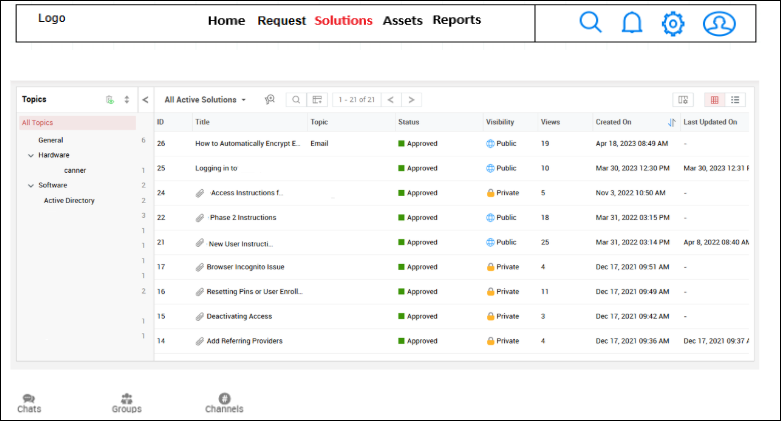 Logo Home Request Solutions Assets Reports
Topics All Active Solutions 1 - 21 of 21
ID Title Topic Status Visibility Views Created On Last Updated On
All Topics
General 6
Hardware
canner 1
Software 2
Active Directory 2
3
1
1
1
1
2
1
1
26 How to Automatically Encrypt E... Email Approved Public 19 Apr 18, 2023 08:49 AM -
25 Logging in to Approved Public 10 Mar 30, 2023 12:30 PM Mar 30, 2023 12:31 P
24 Access Instructions f... Approved Private 5 Nov 3, 2022 10:50 AM -
22 Phase 2 Instructions Approved Public 18 Mar 31, 2022 03:15 PM -
21 New User Instructi... Approved Public 25 Mar 31, 2022 03:14 PM Apr 8, 2022 08:40 AM
17 Browser Incognito Issue Approved Private 4 Dec 17, 2021 09:51 AM -
16 Resetting Pins or User Enroll... Approved Private 11 Dec 17, 2021 09:49 AM -
15 Deactivating Access Approved Private 3 Dec 17, 2021 09:42 AM -
14 Add Referring Providers Approved Private 4 Dec 17, 2021 09:36 AM Dec 17, 2021 09:37 A
Chats Groups Channels